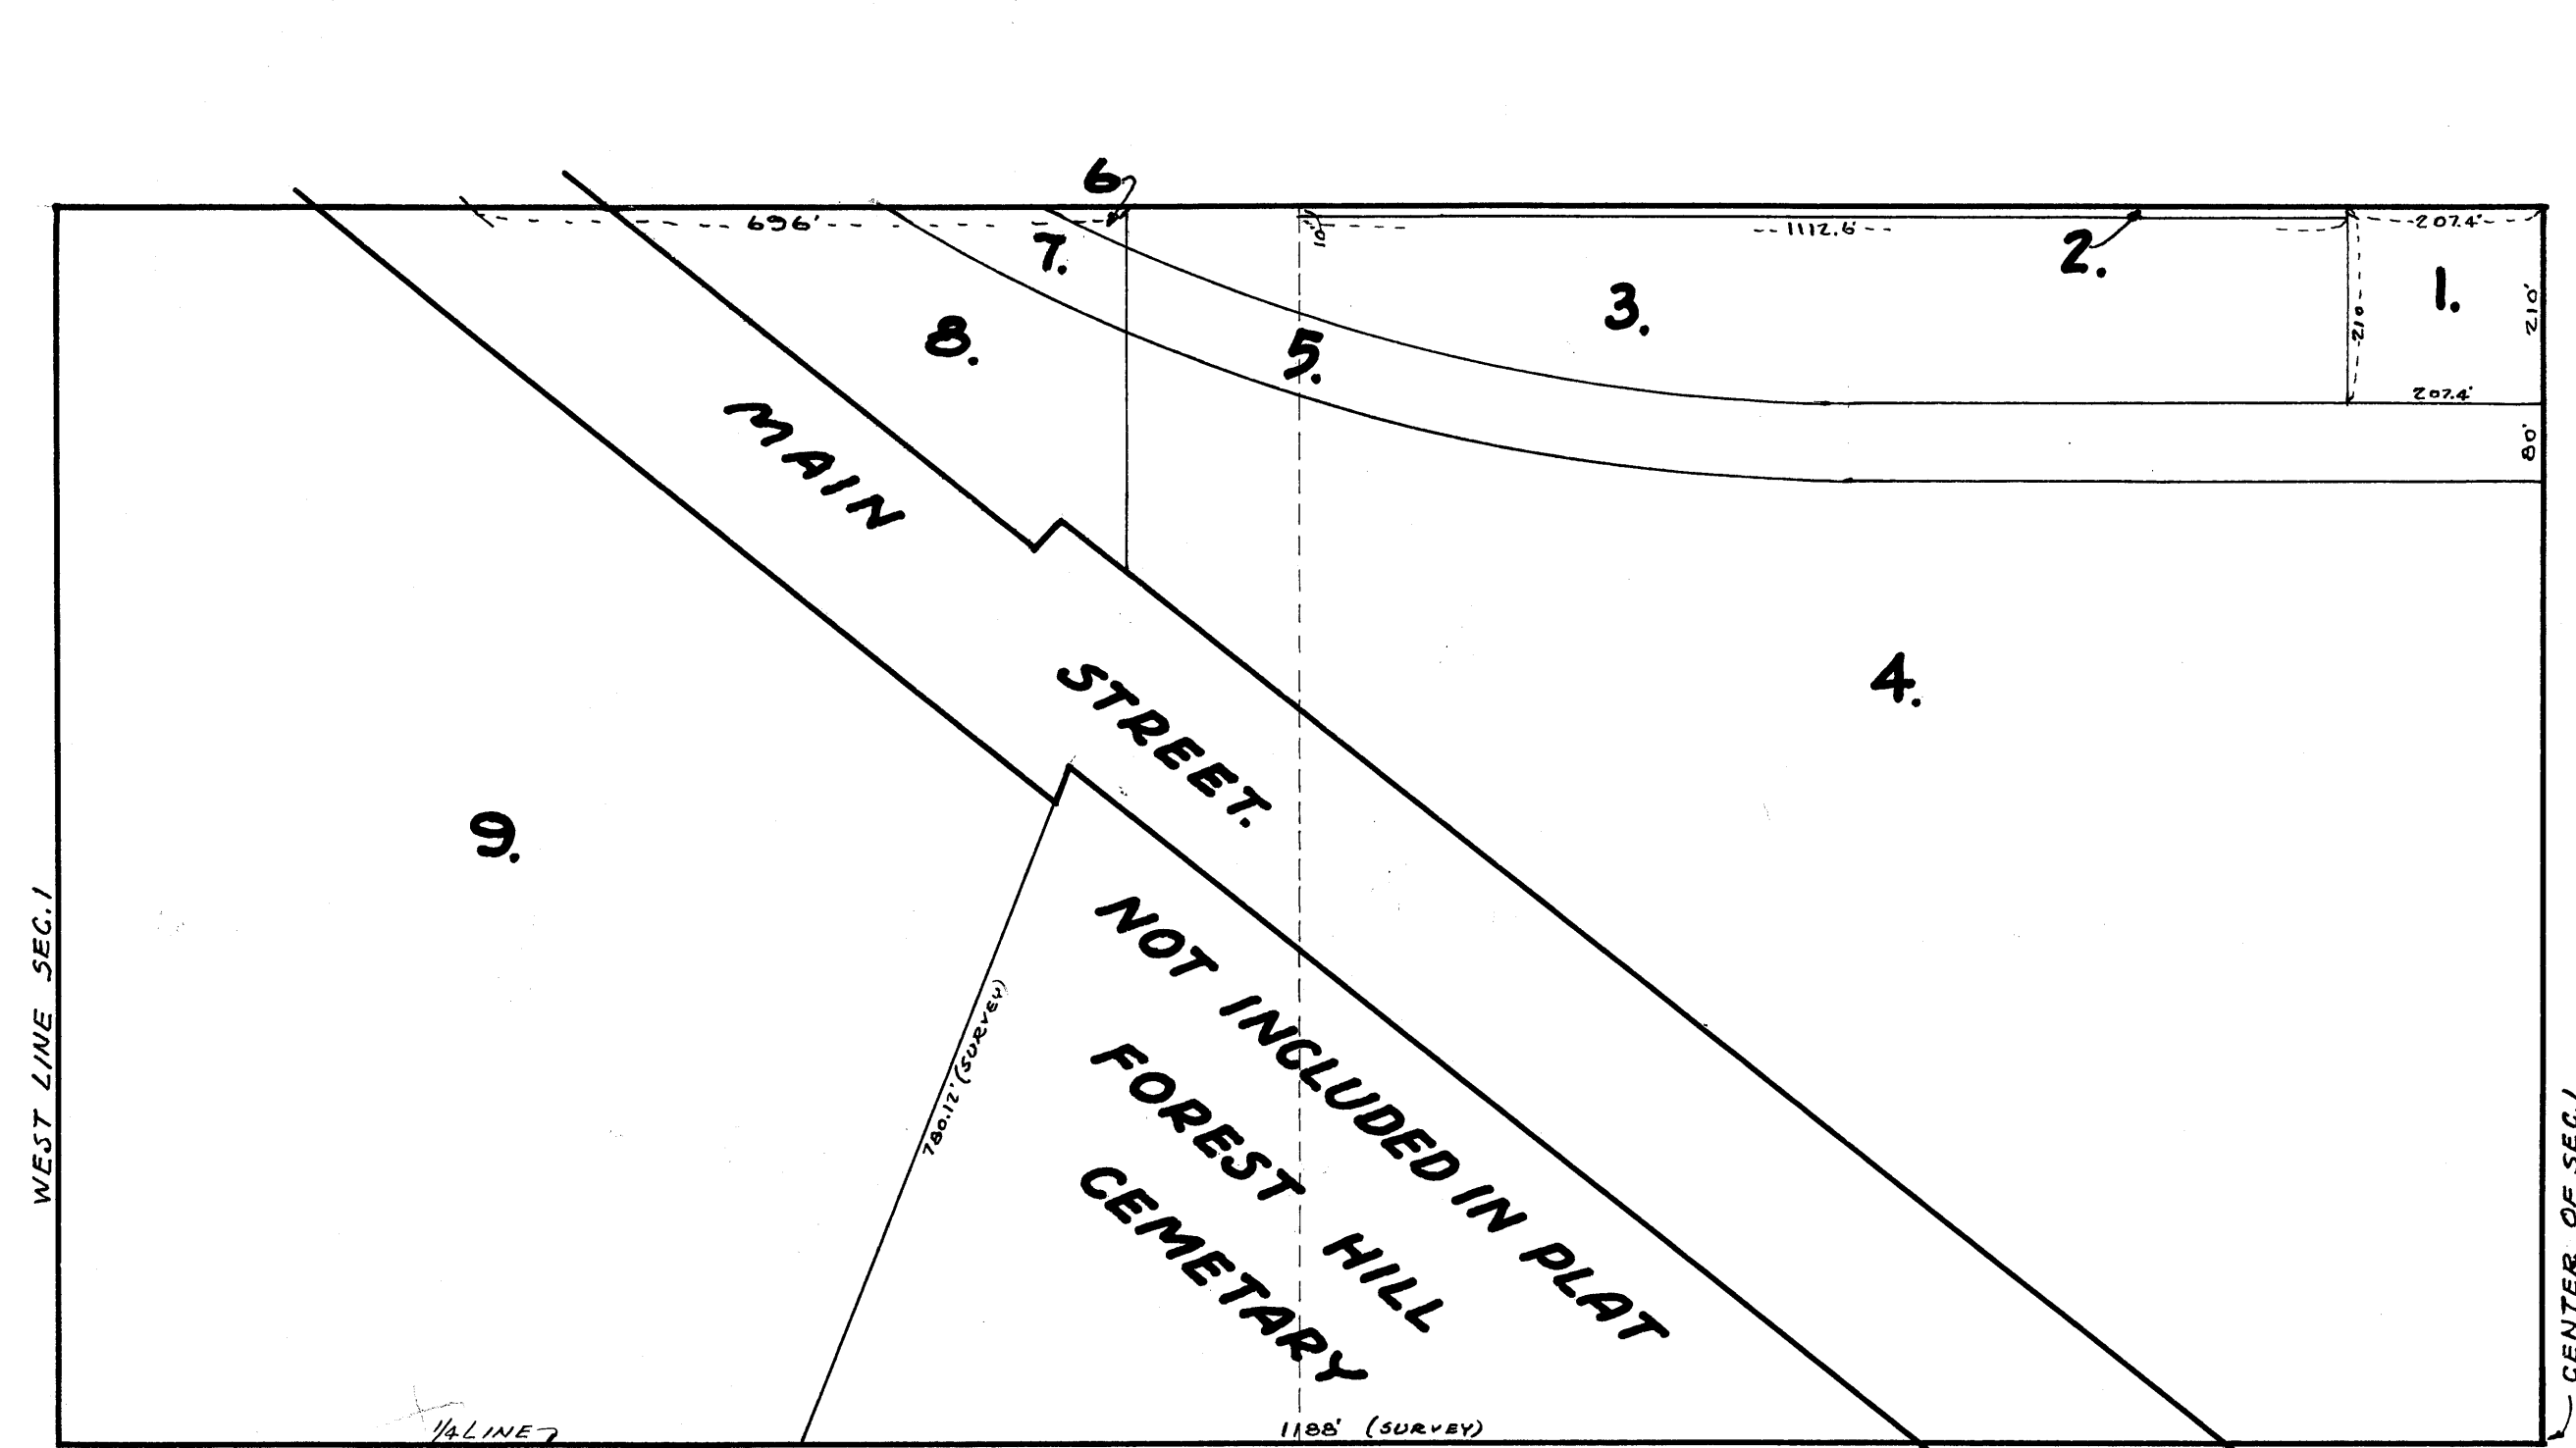 6
696'
7.
10'
1112.6'
2.
207.4'
1.
210'
210'
3.
8.
5.
207.4'
80'
MAIN
STREET.
4.
9.
WEST LINE SEC. 1
780.12' (SURVEY)
NOT INCLUDED IN PLAT
FOREST HILL
CEMETARY
1/4 LINE
1188' (SURVEY)
CENTER OF SEC. 1